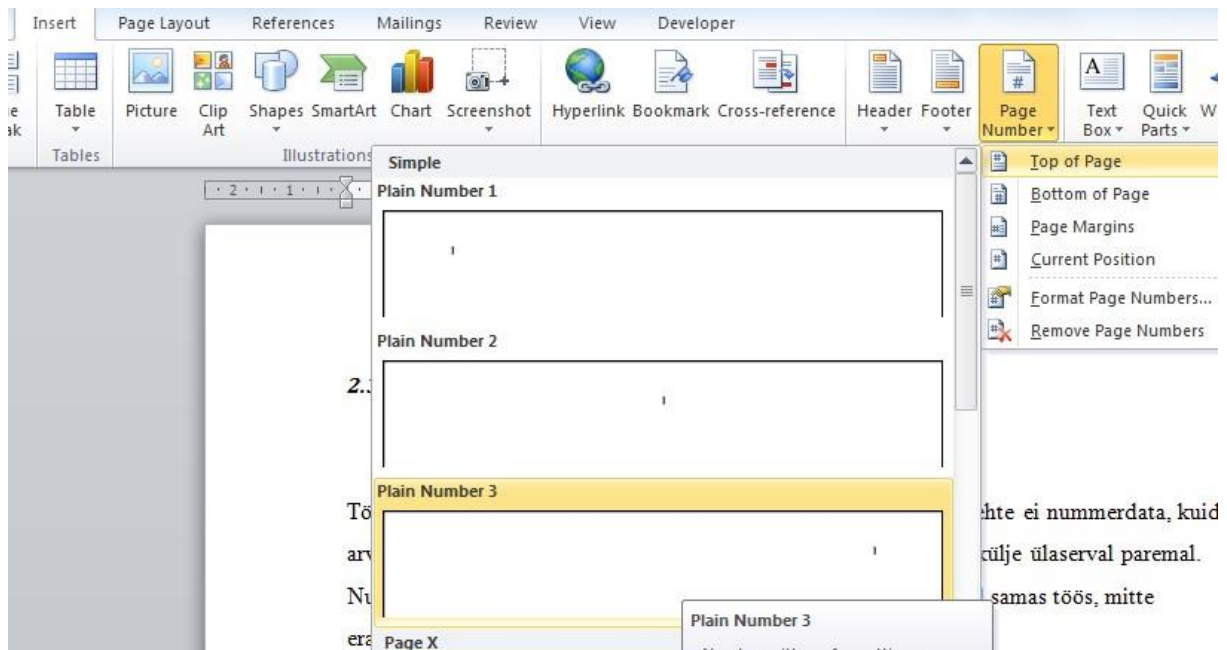 Insert Page Layout References Mailings Review View Developer
Table Picture Clip Art Shapes SmartArt Chart Screenshot Hyperlink Bookmark Cross-reference Header Footer Page Number Text Box Quick Parts W
Tables Illustrations
Simple
Top of Page
Plain Number 1
Bottom of Page
Page Margins
Current Position
Format Page Numbers...
Remove Page Numbers
Plain Number 2
Plain Number 3
ehte ei nummerdata, kuid
külje ülaserval paremal.
samas töös, mitte
Plain Number 3
Page X